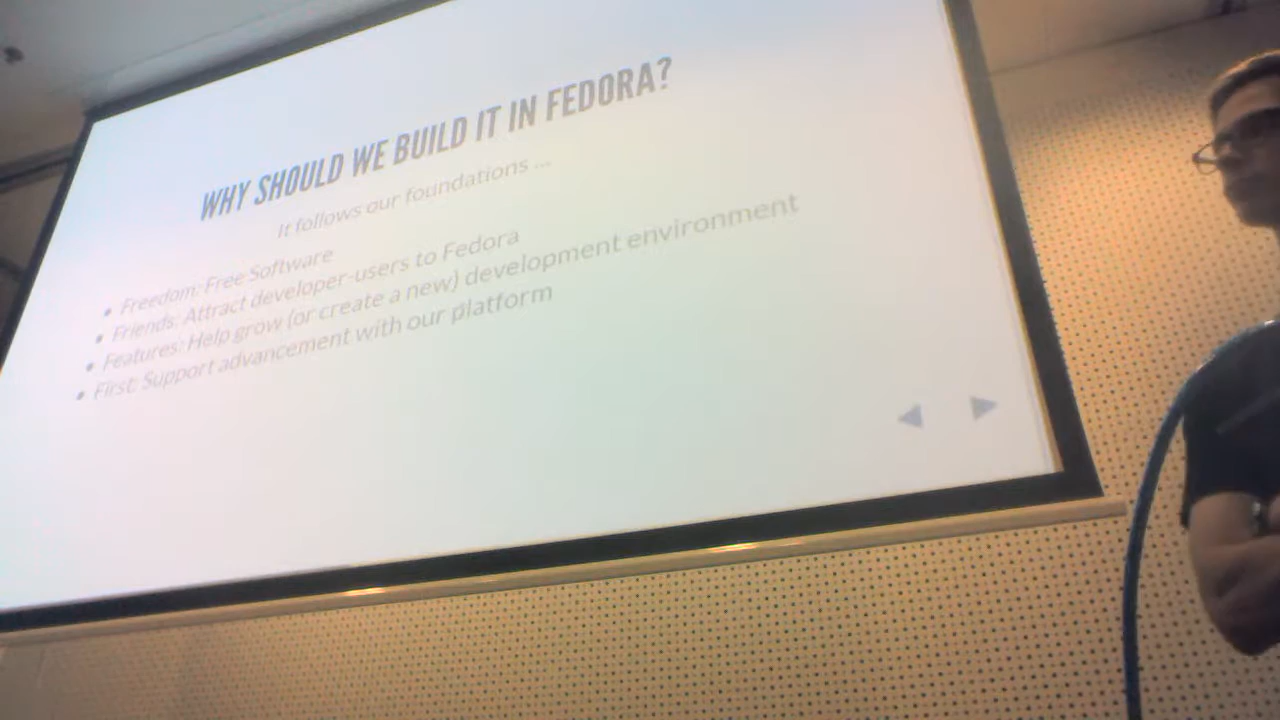 WHY SHOULD WE BUILD IT IN FEDORA?
It follows our foundations ...
• Freedom: Free Software
• Friends: Attract developer-users to Fedora
• Features: Help grow (or create a new) development environment
• First: Support advancement with our platform